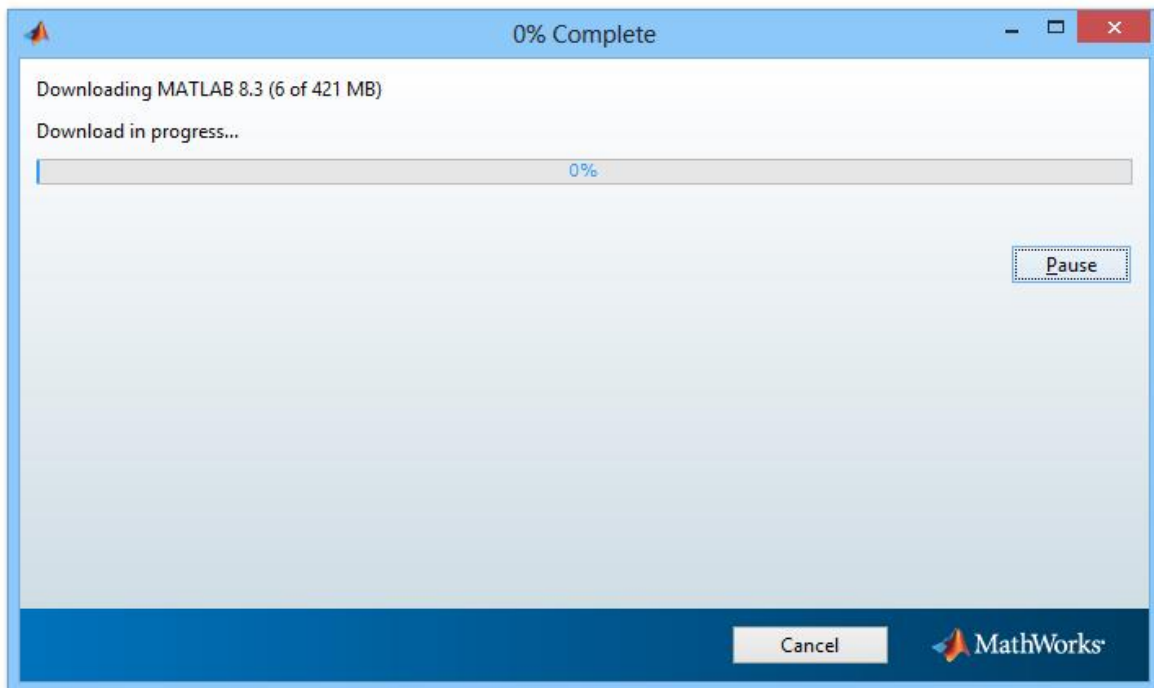 0% Complete
Downloading MATLAB 8.3 (6 of 421 MB)
Download in progress...
0%
Pause
Cancel
MathWorks